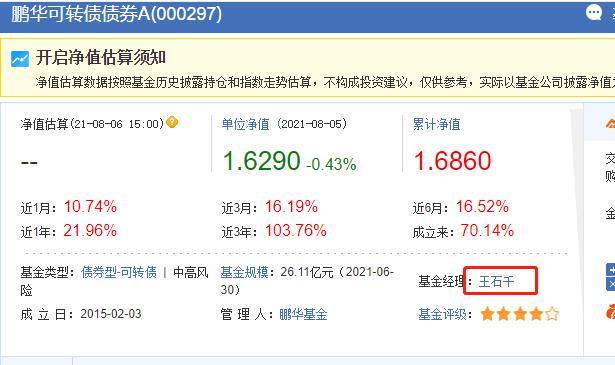 鹏华可转债债券A(000297)
开启净值估算须知
净值估算数据按照基金历史披露持仓和指数走势估算，不构成投资建议，仅供参考，实际以基金公司披露净值
净值估算(21-08-06 15:00) 单位净值 (2021-08-05) 累计净值
-- 1.6290 -0.43% 1.6860
近1月：10.74% 近3月：16.19% 近6月：16.52%
近1年：21.96% 近3年：103.76% 成立来：70.14%
基金类型：债券型-可转债 | 中高风险 基金规模：26.11亿元 (2021-06-30) 基金经理：王石千
成 立 日：2015-02-03 管 理 人：鹏华基金 基金评级：
交
购
金